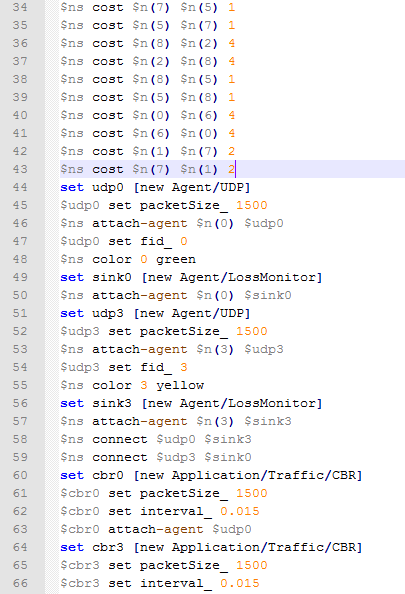 34 $ns cost $n(7) $n(5) 1
35 $ns cost $n(5) $n(7) 1
36 $ns cost $n(8) $n(2) 4
37 $ns cost $n(2) $n(8) 4
38 $ns cost $n(8) $n(5) 1
39 $ns cost $n(5) $n(8) 1
40 $ns cost $n(0) $n(6) 4
41 $ns cost $n(6) $n(0) 4
42 $ns cost $n(1) $n(7) 2
43 $ns cost $n(7) $n(1) 2
44 set udp0 [new Agent/UDP]
45 $udp0 set packetSize_ 1500
46 $ns attach-agent $n(0) $udp0
47 $udp0 set fid_ 0
48 $ns color 0 green
49 set sink0 [new Agent/LossMonitor]
50 $ns attach-agent $n(0) $sink0
51 set udp3 [new Agent/UDP]
52 $udp3 set packetSize_ 1500
53 $ns attach-agent $n(3) $udp3
54 $udp3 set fid_ 3
55 $ns color 3 yellow
56 set sink3 [new Agent/LossMonitor]
57 $ns attach-agent $n(3) $sink3
58 $ns connect $udp0 $sink3
59 $ns connect $udp3 $sink0
60 set cbr0 [new Application/Traffic/CBR]
61 $cbr0 set packetSize_ 1500
62 $cbr0 set interval_ 0.015
63 $cbr0 attach-agent $udp0
64 set cbr3 [new Application/Traffic/CBR]
65 $cbr3 set packetSize_ 1500
66 $cbr3 set interval_ 0.015